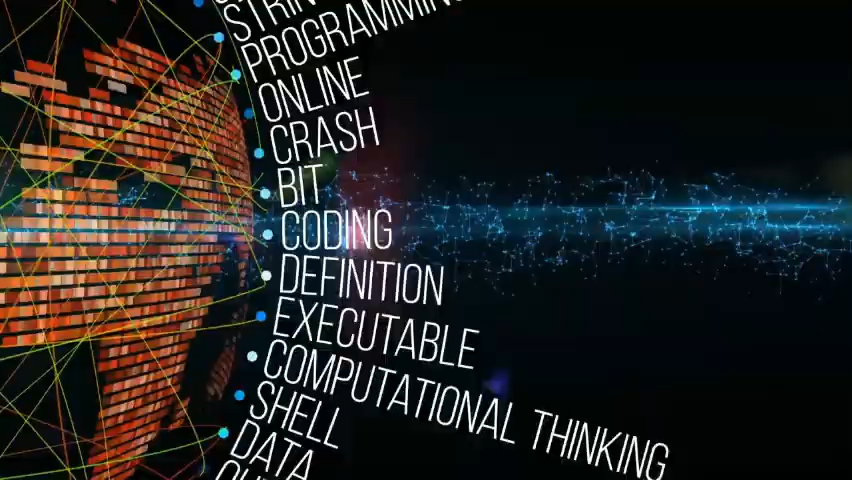 PROGRAMMING
ONLINE
CRASH
BIT
CODING
DEFINITION
EXECUTABLE
COMPUTATIONAL THINKING
SHELL
DATA